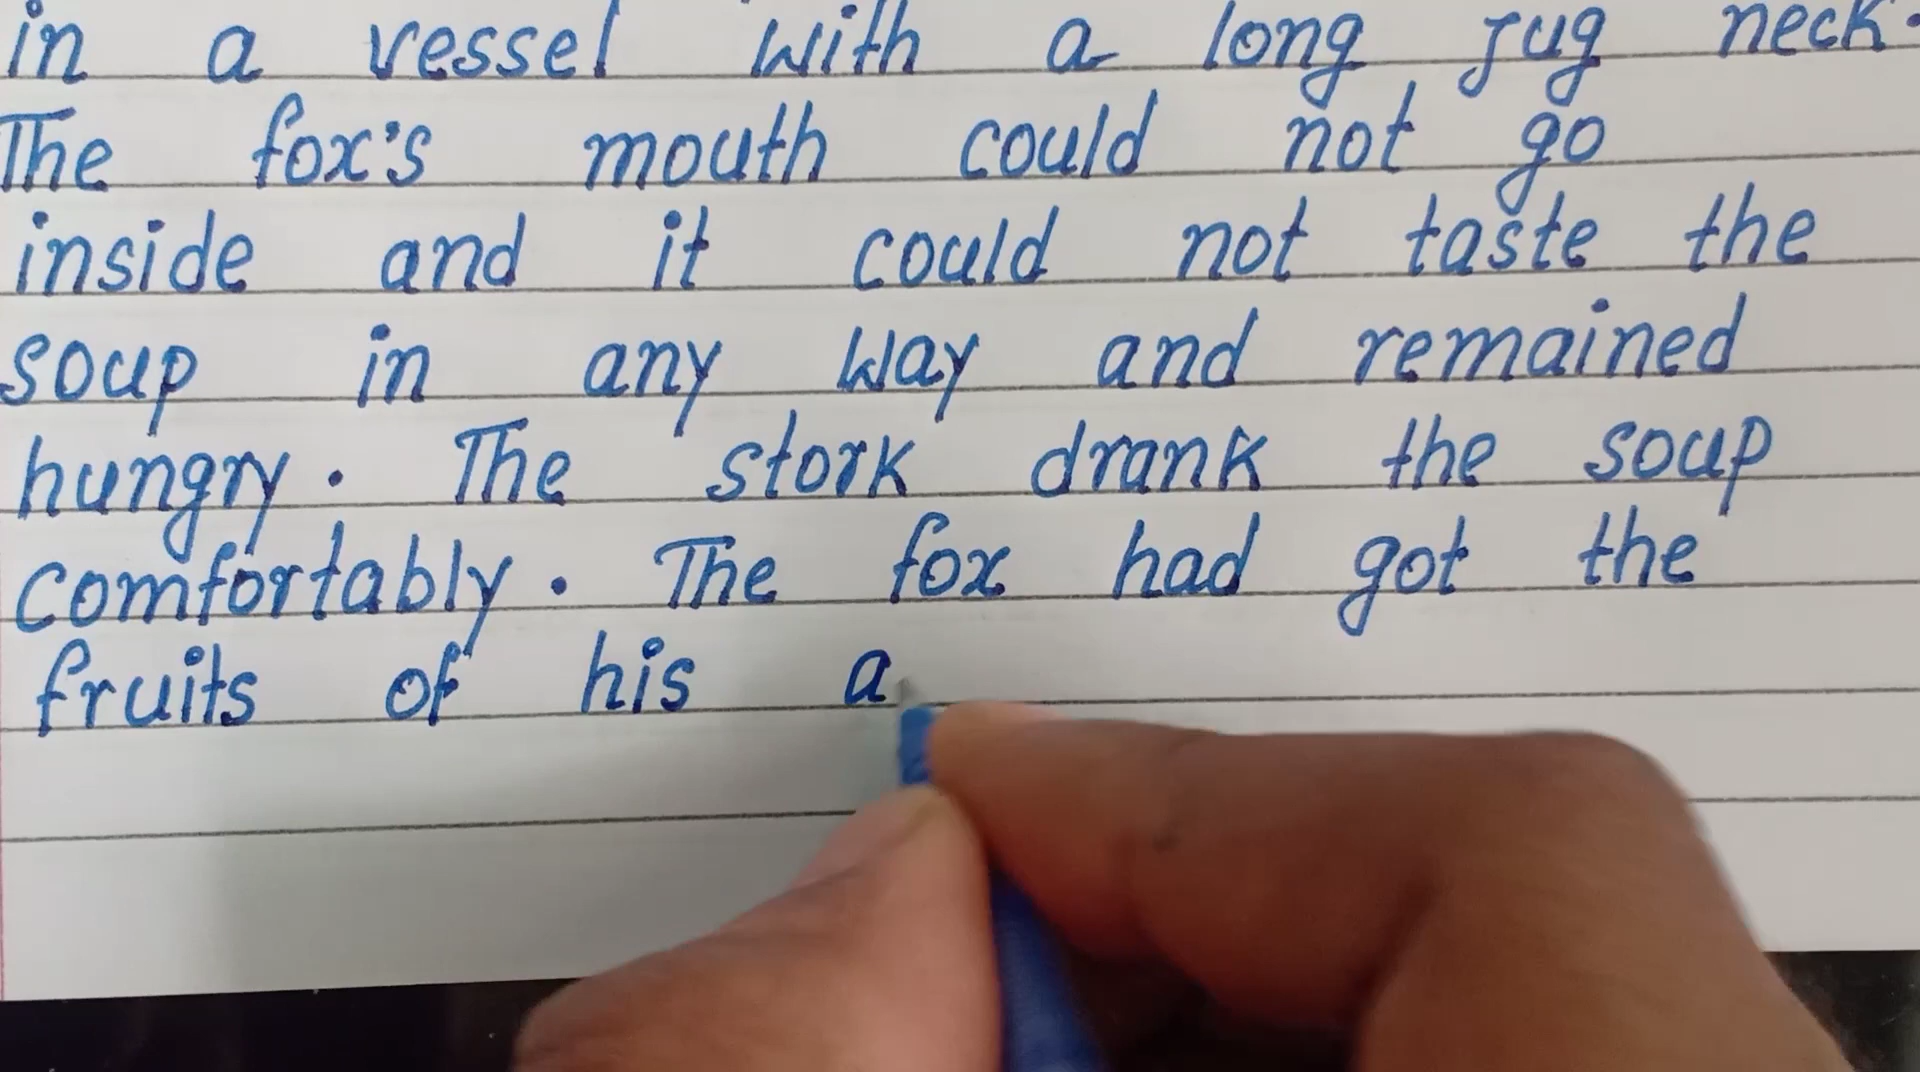 in a vessel with a long jug neck.
The fox's mouth could not go
inside and it could not taste the
soup in any way and remained
hungry. The stork drank the soup
comfortably. The fox had got the
fruits of his a